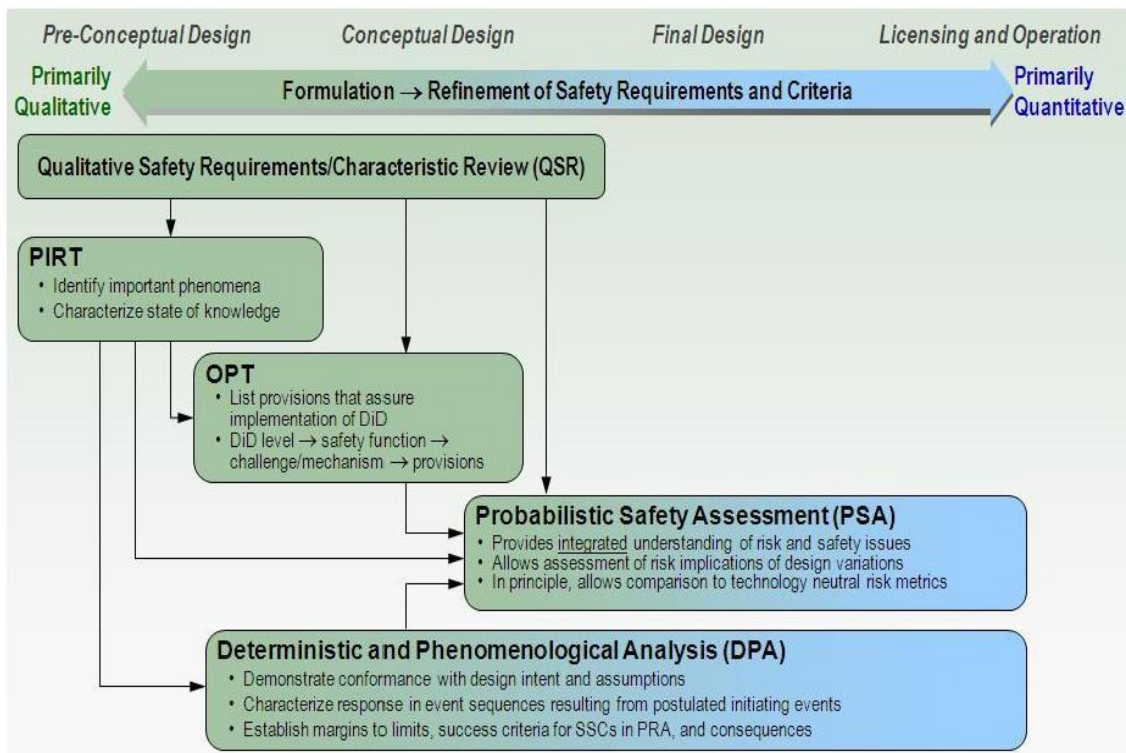 Pre-Conceptual Design Conceptual Design Final Design Licensing and Operation
Primarily
Qualitative
Formulation → Refinement of Safety Requirements and Criteria
Primarily
Quantitative
Qualitative Safety Requirements/Characteristic Review (QSR)
PIRT
• Identify important phenomena
• Characterize state of knowledge
OPT
• List provisions that assure
implementation of DiD
• DiD level → safety function →
challenge/mechanism → provisions
Probabilistic Safety Assessment (PSA)
• Provides integrated understanding of risk and safety issues
• Allows assessment of risk implications of design variations
• In principle, allows comparison to technology neutral risk metrics
Deterministic and Phenomenological Analysis (DPA)
• Demonstrate conformance with design intent and assumptions
• Characterize response in event sequences resulting from postulated initiating events
• Establish margins to limits, success criteria for SSCs in PRA, and consequences